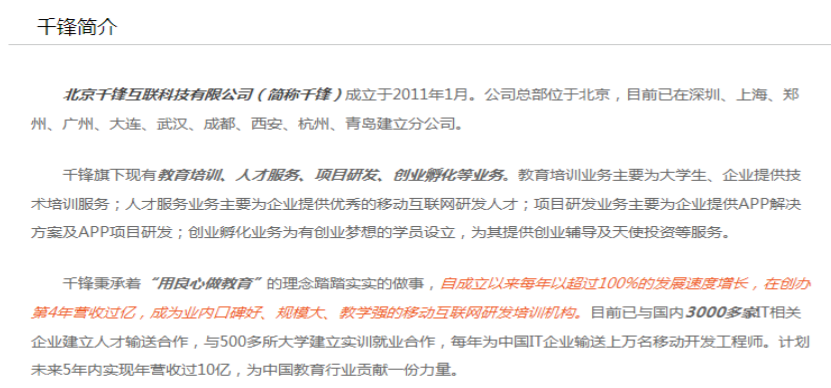 千锋简介
北京千锋互联科技有限公司（简称千锋）成立于2011年1月。公司总部位于北京，目前已在深圳、上海、郑
州、广州、大连、武汉、成都、西安、杭州、青岛建立分公司。
千锋旗下现有教育培训、人才服务、项目研发、创业孵化等业务。教育培训业务主要为大学生、企业提供技
术培训服务；人才服务业务主要为企业提供优秀的移动互联网研发人才；项目研发业务主要为企业提供APP解决
方案及APP项目研发；创业孵化业务为有创业梦想的学员设立，为其提供创业辅导及天使投资等服务。
千锋秉承着“用良心做教育”的理念踏踏实实的做事，自成立以来每年以超过100%的发展速度增长，在创办
第4年营收过亿，成为业内口碑好、规模大、教学强的移动互联网研发培训机构。目前已与国内3000多家IT相关
企业建立人才输送合作，与500多所大学建立实训就业合作，每年为中国IT企业输送上万名移动开发工程师。计划
未来5年内实现年营收过10亿，为中国教育行业贡献一份力量。